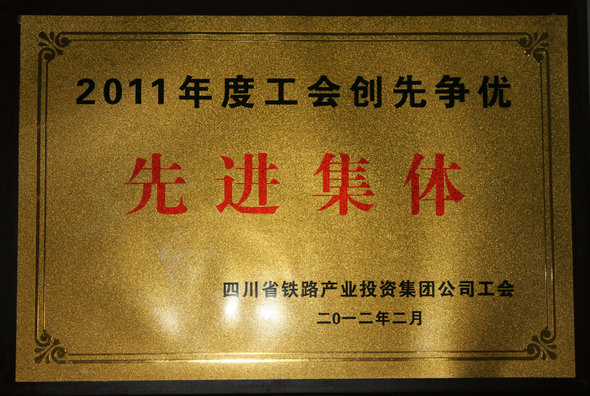 2011年度工会创先争优
先进集体
四川省铁路产业投资集团公司工会
二0一二年二月